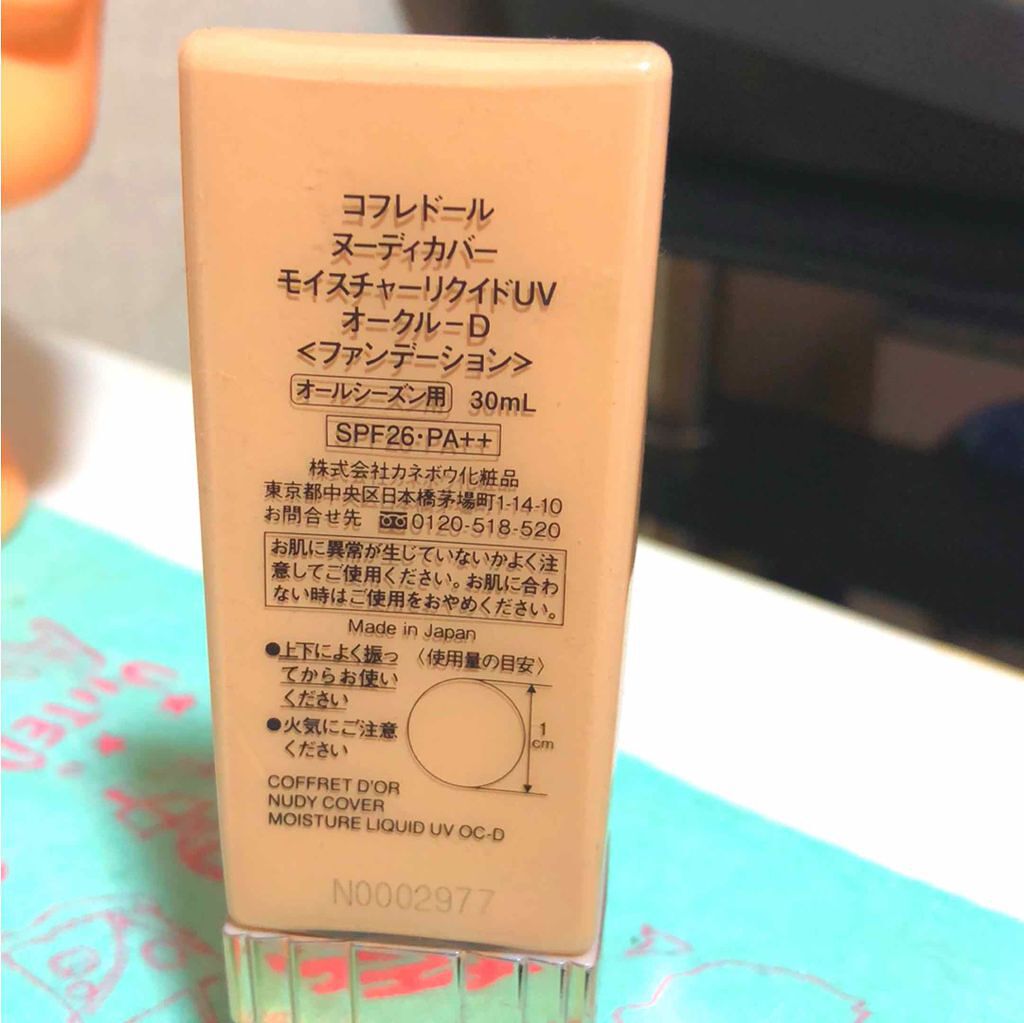 コフレドール
ヌーディカバー
モイスチャーリクイドUV
オークル－D
<ファンデーション>
オールシーズン用 30mL
SPF26・PA++
株式会社カネボウ化粧品
東京都中央区日本橋茅場町1-14-10
お問合せ先 0120-518-520
お肌に異常が生じていないかよく注
意してご使用ください。お肌に合わ
ない時はご使用をおやめください。
Made in Japan
●上下によく振っ
てからお使い
ください
●火気にご注意
ください
〈使用量の目安〉
1
cm
COFFRET D'OR
NUDY COVER
MOISTURE LIQUID UV OC-D
N0002977